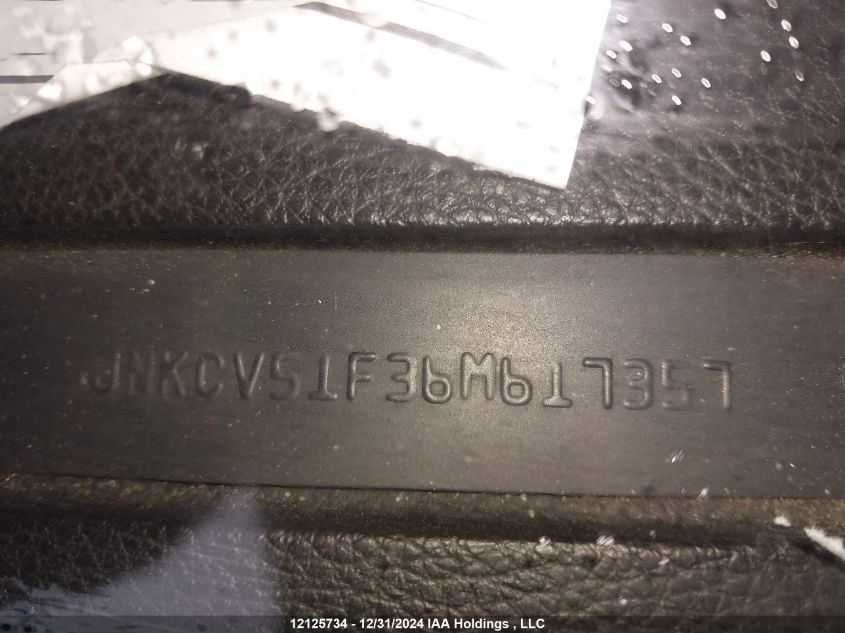 JNKCV51F36M617357
12125734 - 12/31/2024 IAA Holdings , LLC